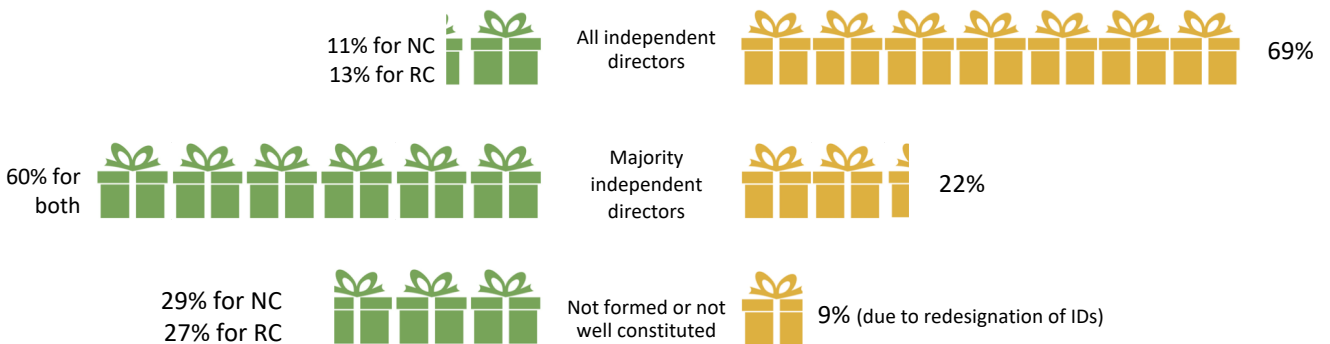 11% for NC
13% for RC
All independent
directors
69%
60% for
both
Majority
independent
directors
22%
29% for NC
27% for RC
Not formed or not
well constituted
9% (due to redesignation of IDs)